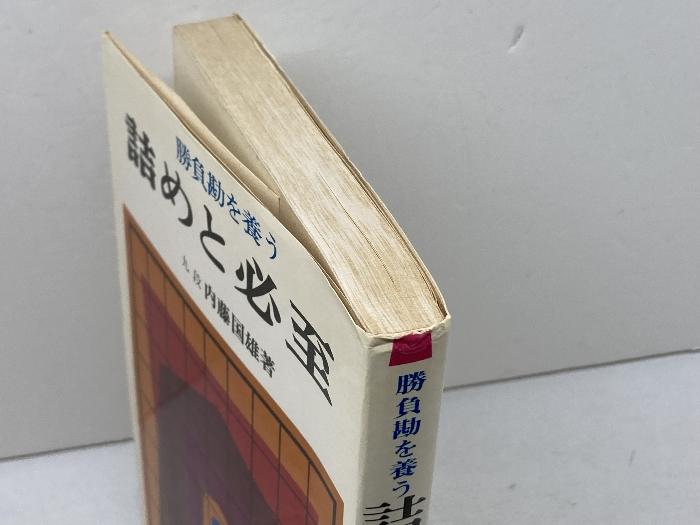 勝負勘を養う
詰めと必至
九段 内藤国雄著
勝負勘を養う
詰